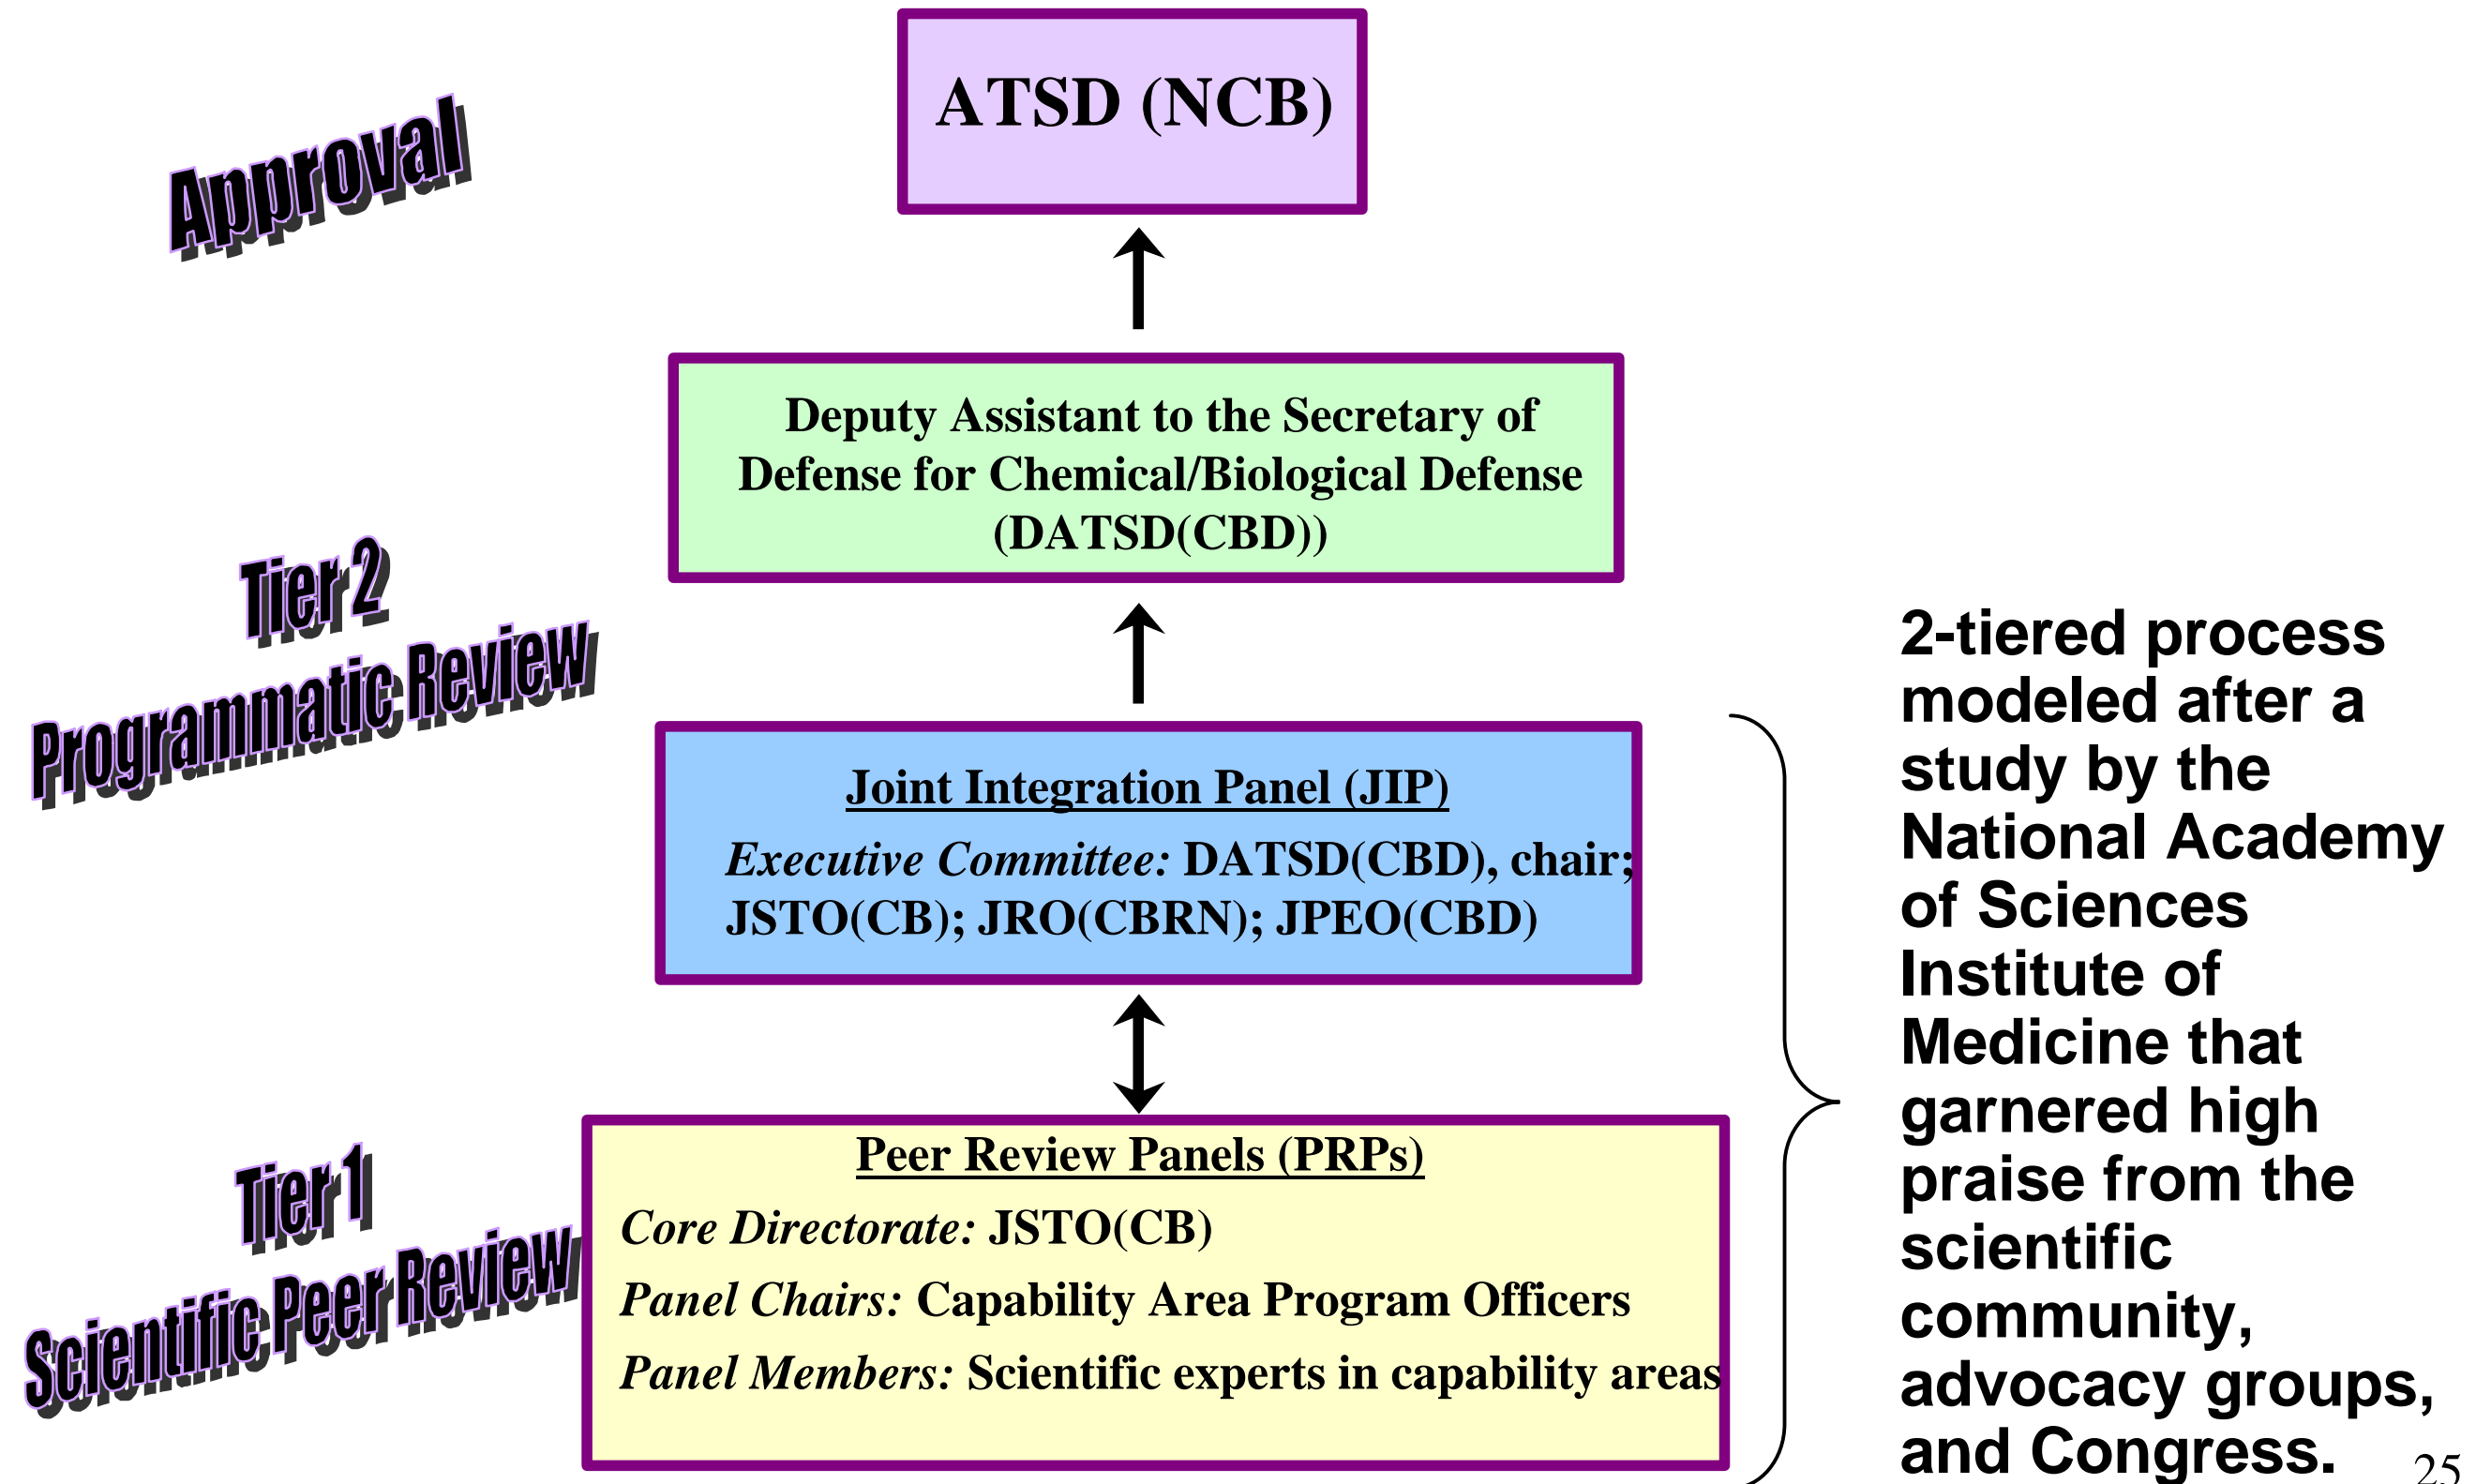 Approval
ATSD (NCB)
Deputy Assistant to the Secretary of
Defense for Chemical/Biological Defense
(DATSD(CBD))
Tier 2
Programmatic Review
Joint Integration Panel (JIP)
Executive Committee: DATSD(CBD), chair;
JSTO(CB); JRO(CBRN); JPEO(CBD)
Tier 1
Scientific Peer Review
Peer Review Panels (PRPs)
Core Directorate: JSTO(CB)
Panel Chairs: Capability Area Program Officers
Panel Members: Scientific experts in capability areas
2-tiered process
modeled after a
study by the
National Academy
of Sciences
Institute of
Medicine that
garnered high
praise from the
scientific
community,
advocacy groups,
and Congress.
25